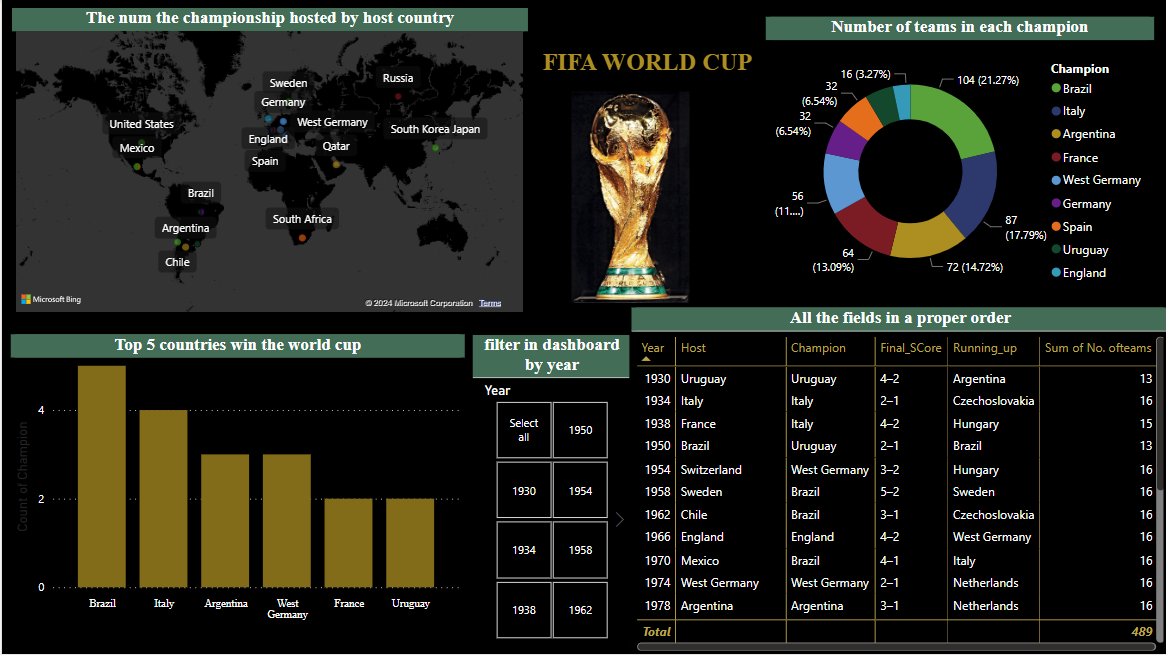 The num the championship hosted by host country
Sweden
Russia
Germany
United States
West Germany
South Korea Japan
England
Mexico
Qatar
Spain
Brazil
South Africa
Argentina
Chile
Microsoft Bing
© 2024 Microsoft Corporation Terms
FIFA WORLD CUP
Number of teams in each champion
16 (3.27%)
104 (21.27%)
32
(6.54%)
32
(6.54%)
56
(11....)
87
(17.79%)
64
(13.09%)
72 (14.72%)
Champion
Brazil
Italy
Argentina
France
West Germany
Germany
Spain
Uruguay
England
Top 5 countries win the world cup
Count of Champion
4
2
0
Brazil
Italy
Argentina
West
Germany
France
Uruguay
filter in dashboard
by year
Year
Select
all
1950
1930
1954
1934
1958
1938
1962
All the fields in a proper order
Year Host Champion Final_SCore Running_up Sum of No. ofteams
1930 Uruguay Uruguay 4–2 Argentina 13
1934 Italy Italy 2–1 Czechoslovakia 16
1938 France Italy 4–2 Hungary 15
1950 Brazil Uruguay 2–1 Brazil 13
1954 Switzerland West Germany 3–2 Hungary 16
1958 Sweden Brazil 5–2 Sweden 16
1962 Chile Brazil 3–1 Czechoslovakia 16
1966 England England 4–2 West Germany 16
1970 Mexico Brazil 4–1 Italy 16
1974 West Germany West Germany 2–1 Netherlands 16
1978 Argentina Argentina 3–1 Netherlands 16
Total 489